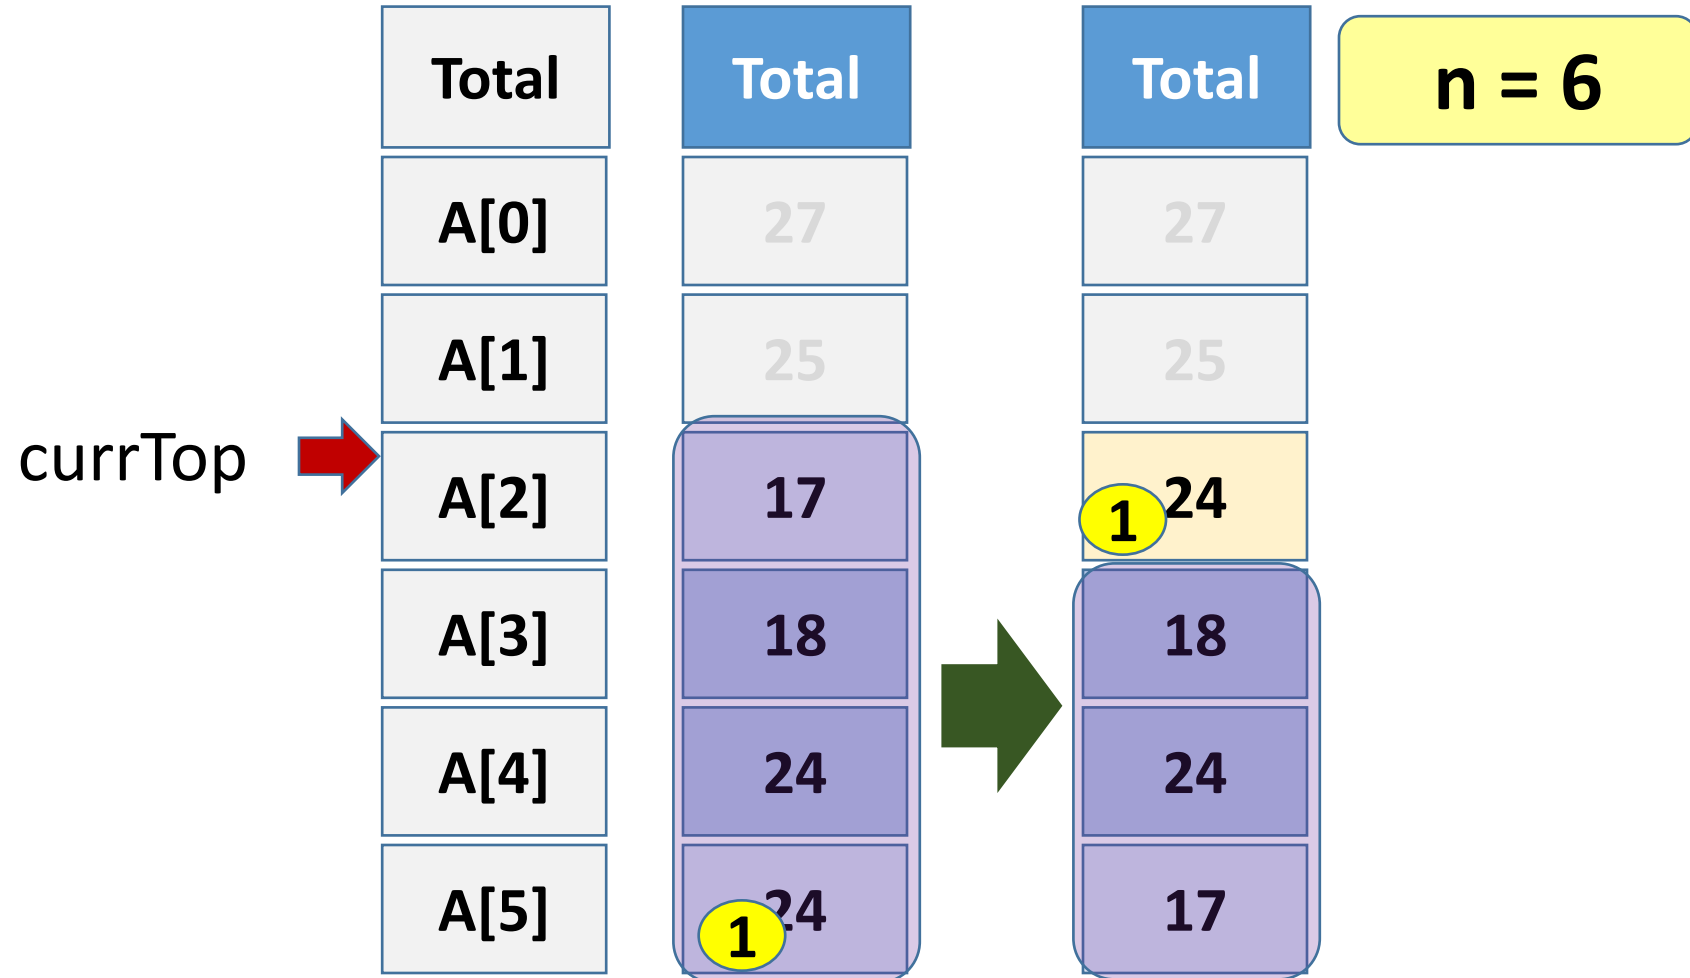 Total Total Total n = 6
A[0] 27 27
A[1] 25 25
currTop
A[2] 17 1 24
A[3] 18 18
A[4] 24 24
A[5] 1 24 17